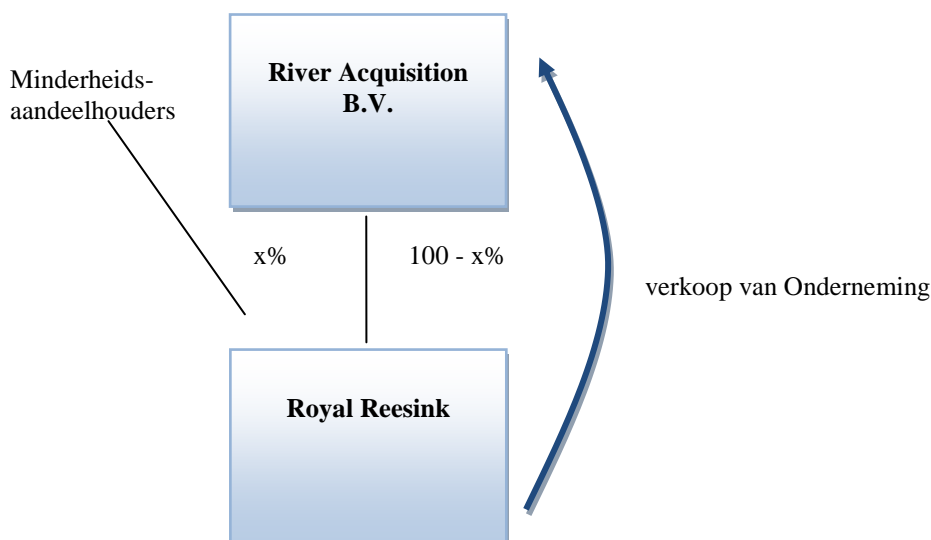 River Acquisition
B.V.
Minderheids-
aandeelhouders
x%
100 - x%
verkoop van Onderneming
Royal Reesink